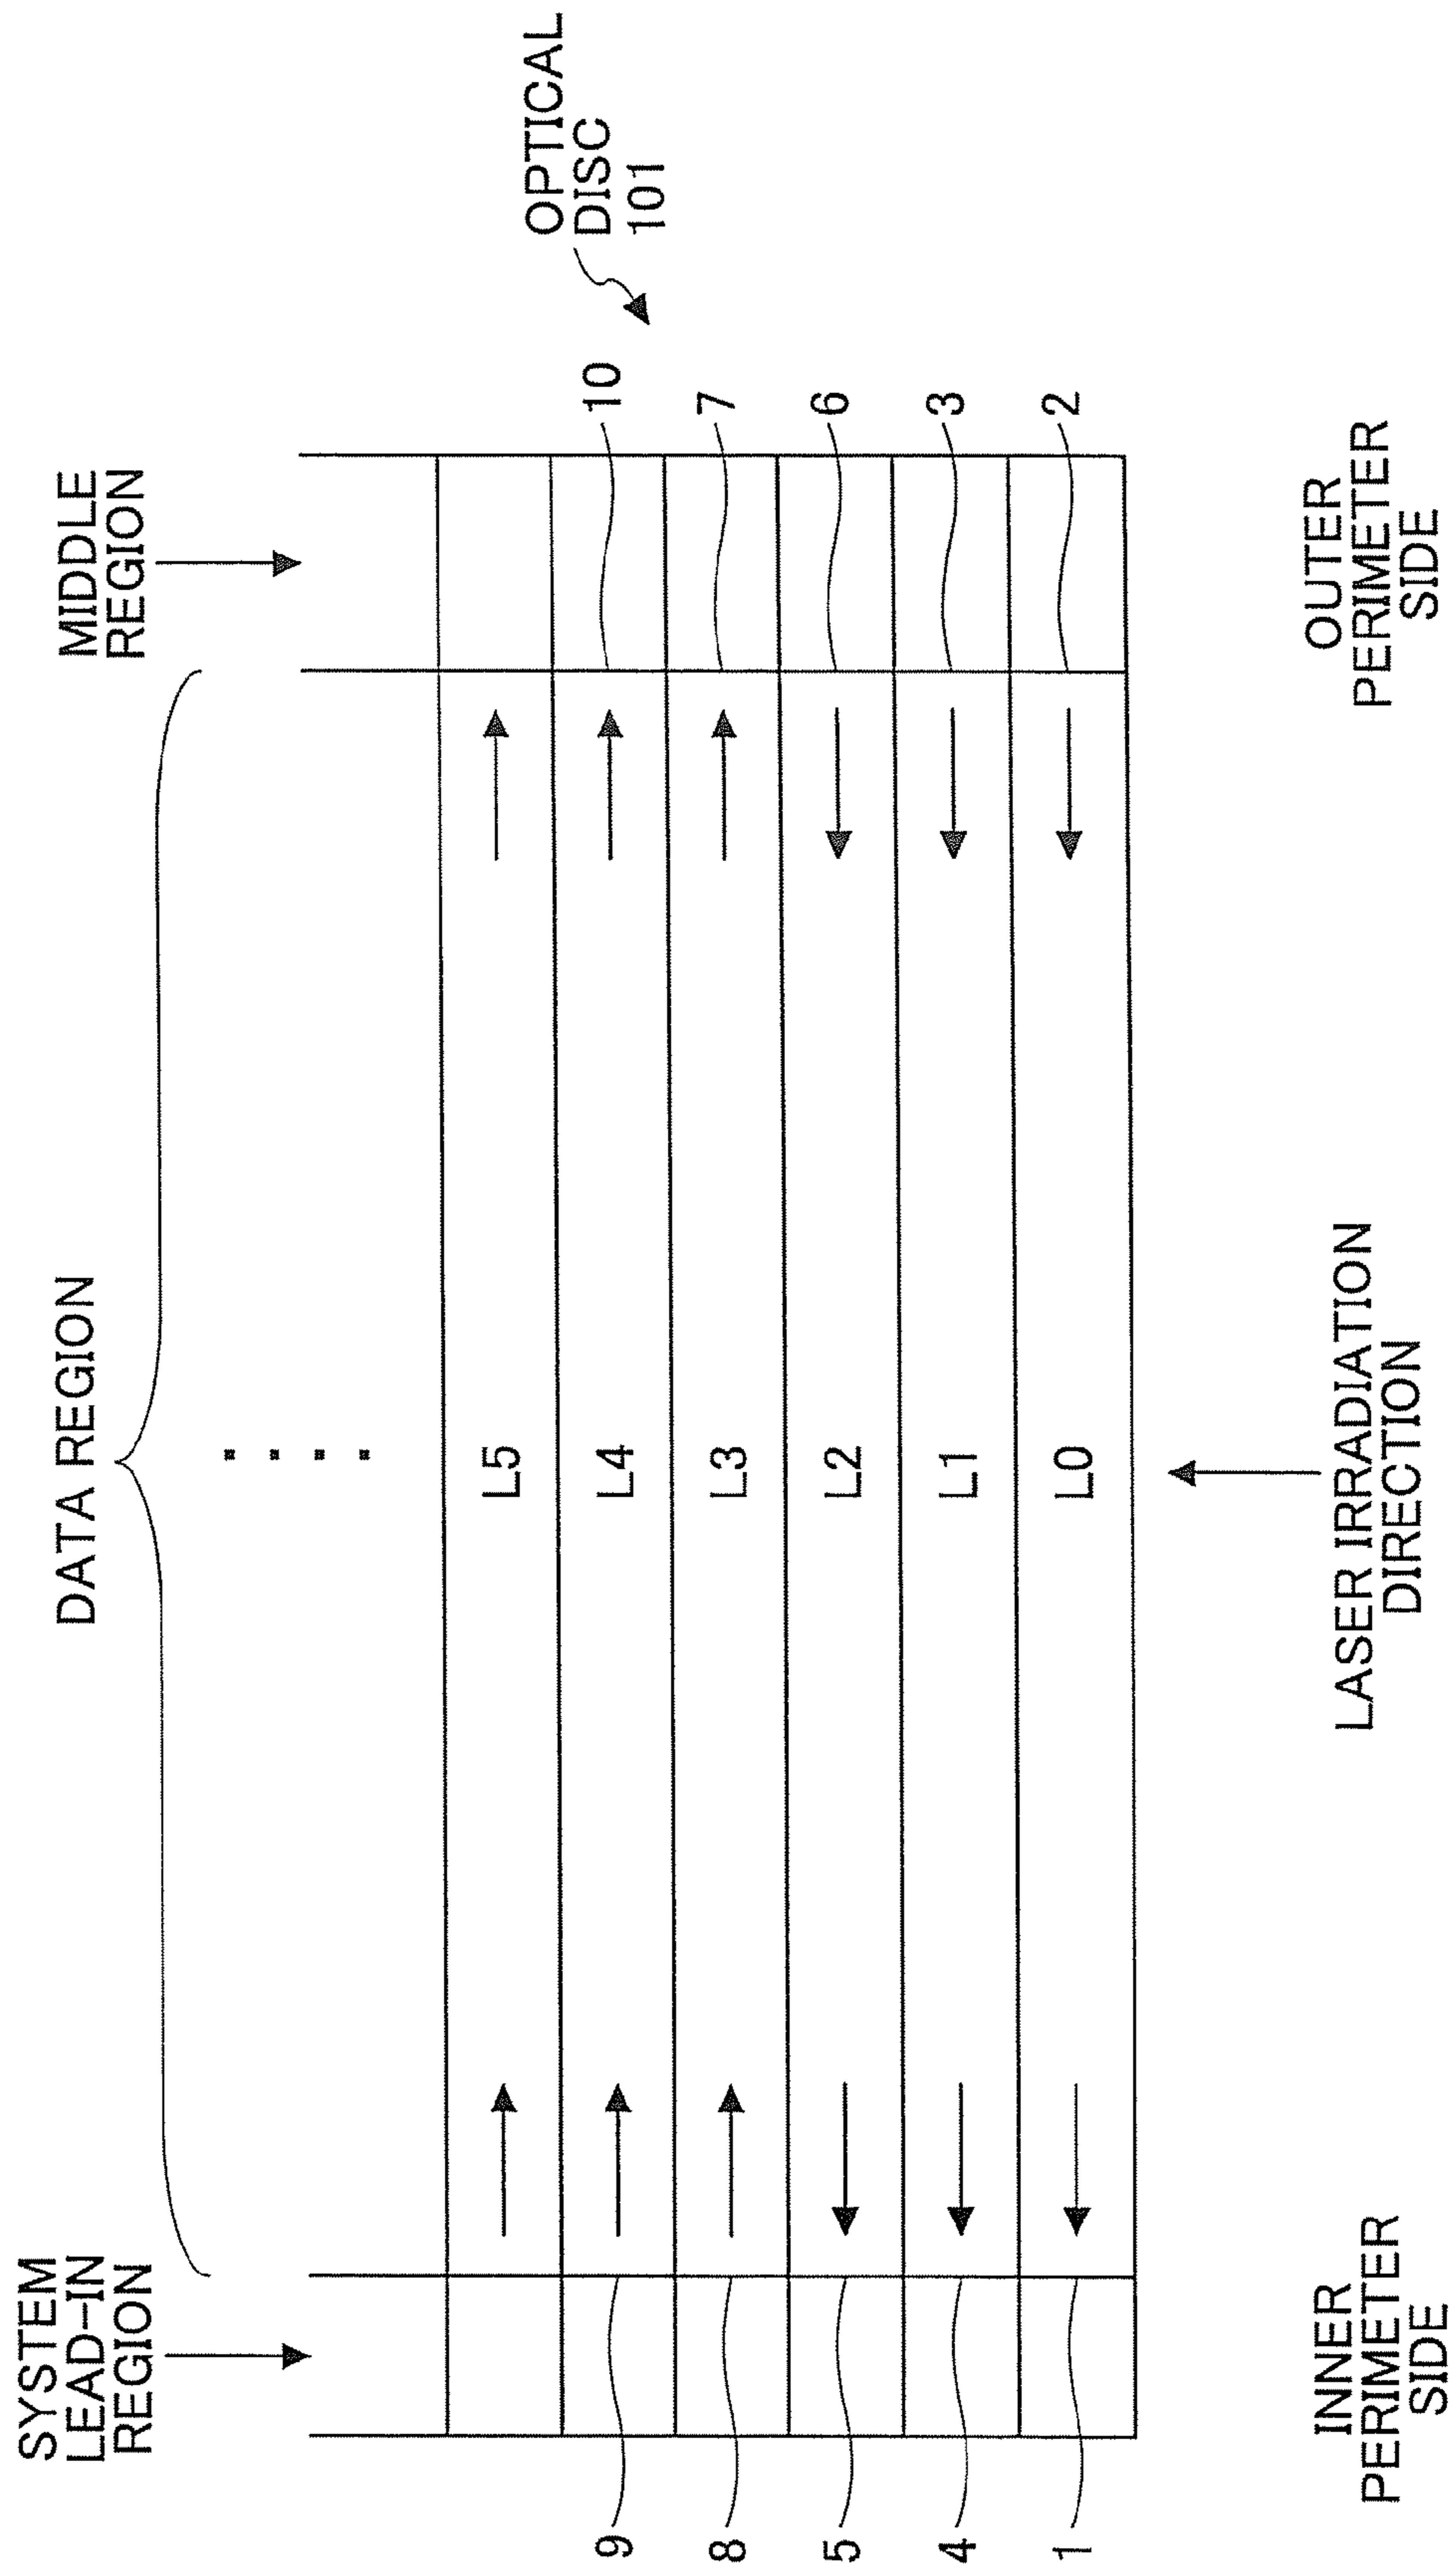 SYSTEM
LEAD-IN
REGION
DATA REGION
MIDDLE
REGION
OPTICAL
DISC
101
L5
9
L4
10
8
L3
7
5
L2
6
4
L1
3
1
L0
2
INNER
PERIMETER
SIDE
LASER IRRADIATION
DIRECTION
OUTER
PERIMETER
SIDE